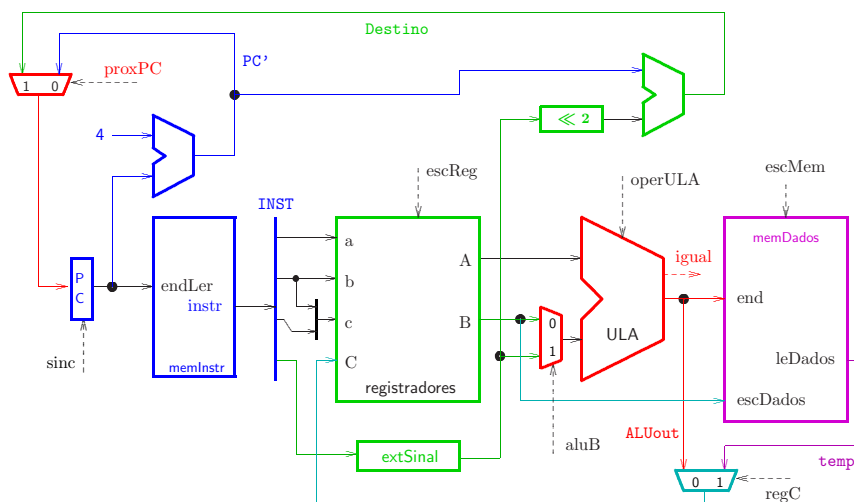 Destino
PC'
proxPC
1 0
4
≪ 2
escReg
operULA
escMem
INST
a
b
c
C
A
B
registradores
P
C
endLer
instr
memInstr
sinc
0
1
ULA
igual
memDados
end
leDados
escDados
extSinal
aluB
ALUout
temp
0 1
regC